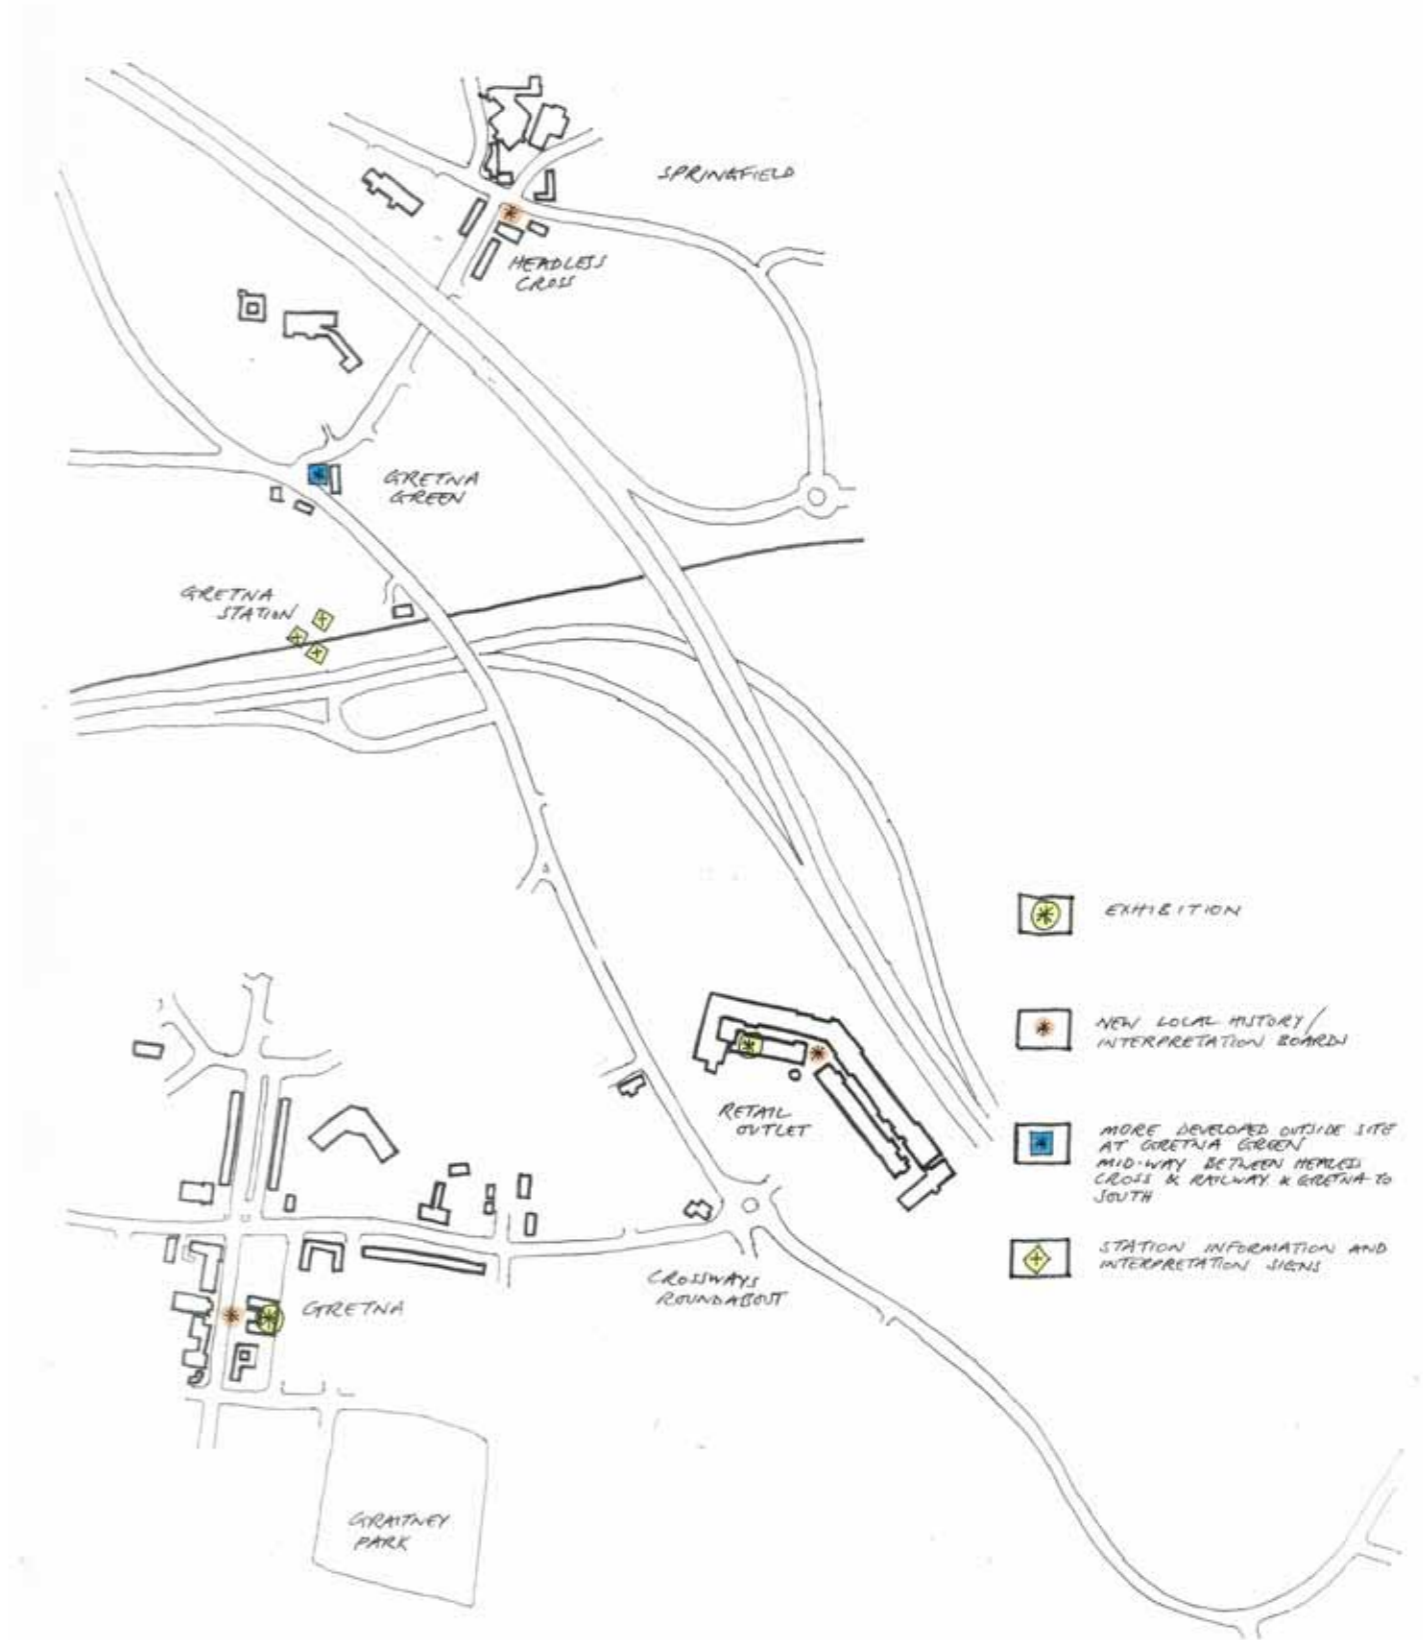 SPRINGFIELD
HEADLESS
CROSS
GRETNA
GREEN
GRETNA
STATION
EXHIBITION
NEW LOCAL HISTORY/
INTERPRETATION BOARDS
RETAIL
OUTLET
MORE DEVELOPED OUTSIDE SITE
AT GRETNA GREEN
MID-WAY BETWEEN HEADLESS
CROSS & RAILWAY & GRETNA TO
SOUTH
STATION INFORMATION AND
INTERPRETATION SIGNS
CROSSWAYS
ROUNDABOUT
GRETNA
GRAITNEY
PARK